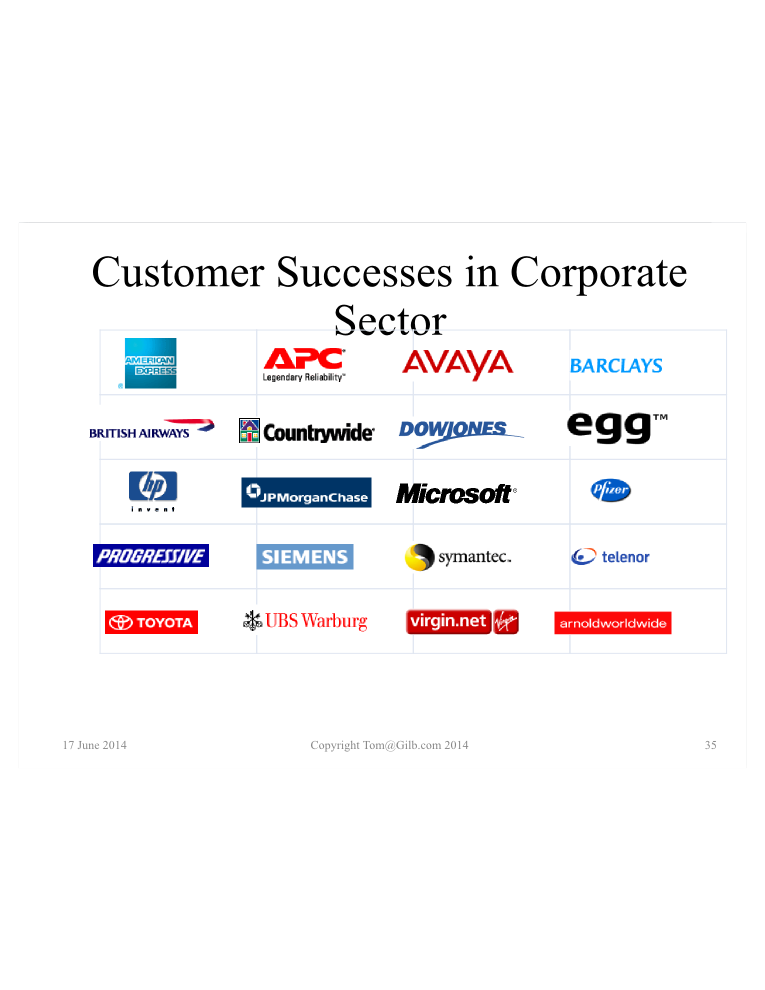 Customer Successes in Corporate
Sector
AMERICAN
EXPRESS
®
APC®
Legendary Reliability™
AVAYA
BARCLAYS
BRITISH AIRWAYS
Countrywide®
DOWJONES
egg™
hp
invent
JPMorganChase
Microsoft®
Pfizer
PROGRESSIVE
SIEMENS
symantec™
telenor
TOYOTA
UBS Warburg
virgin.net Virgin
arnoldworldwide
17 June 2014
Copyright Tom@Gilb.com 2014
35